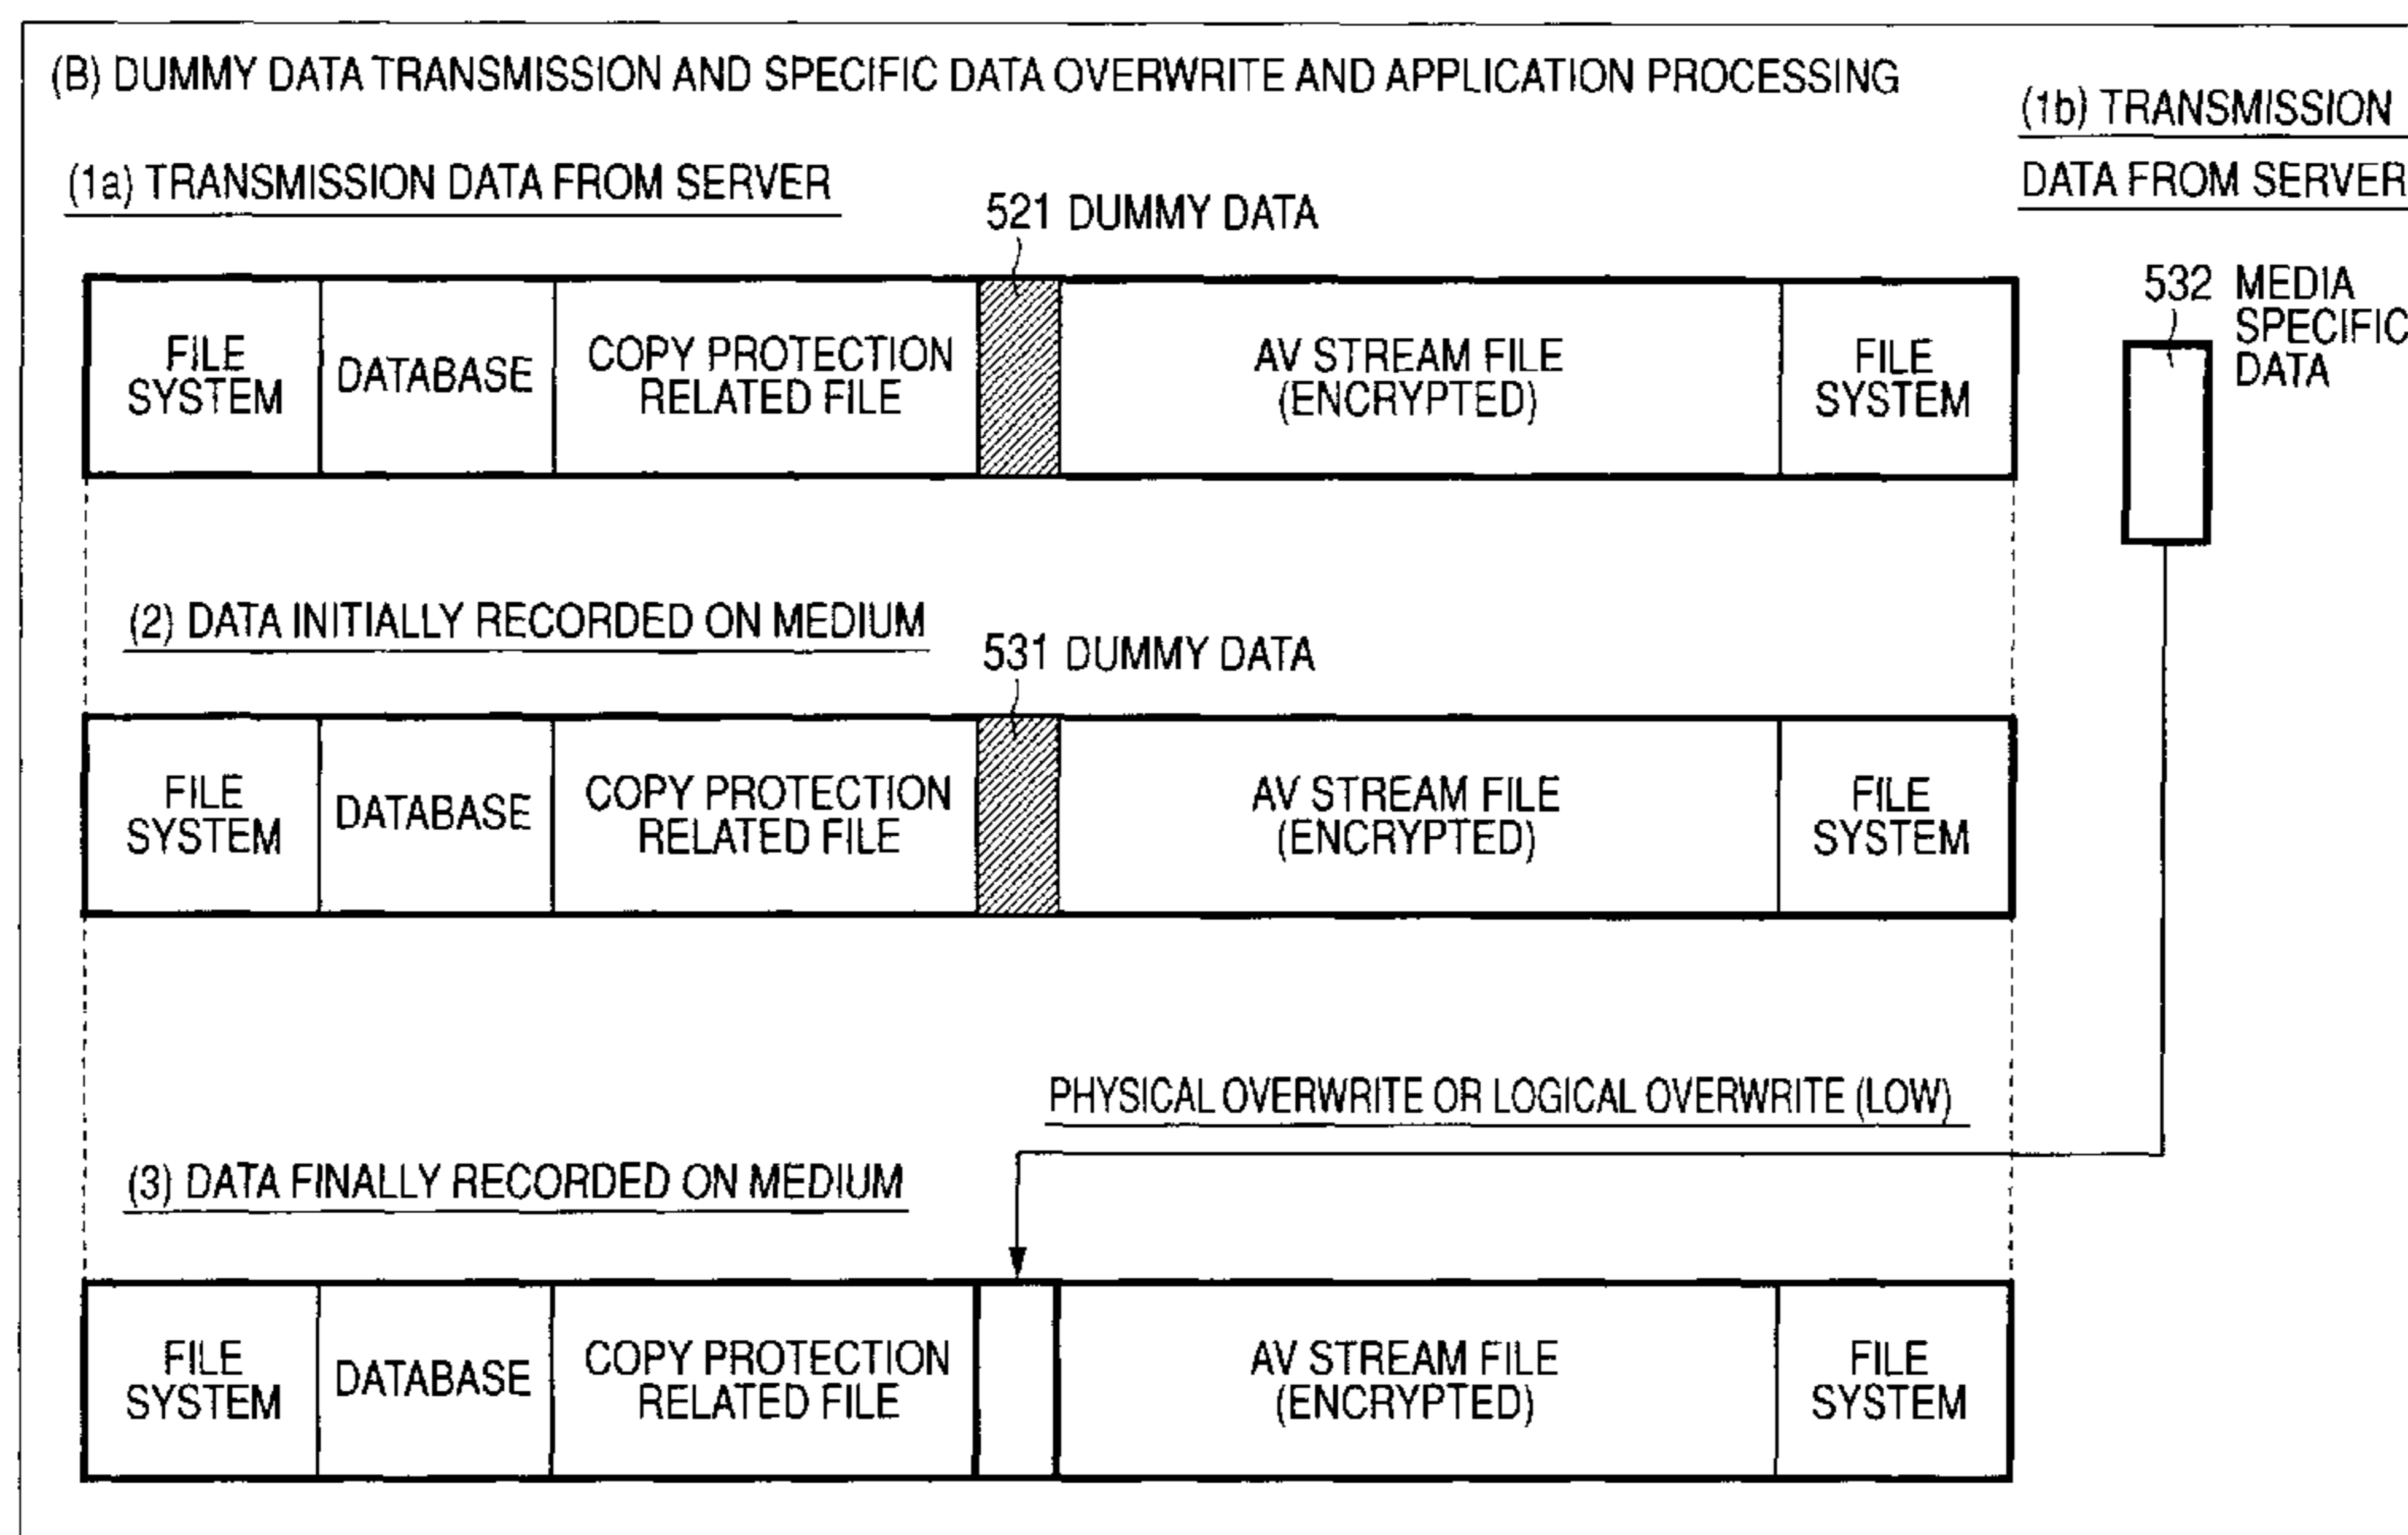 (B) DUMMY DATA TRANSMISSION AND SPECIFIC DATA OVERWRITE AND APPLICATION PROCESSING
(1a) TRANSMISSION DATA FROM SERVER
(1b) TRANSMISSION
DATA FROM SERVER
521 DUMMY DATA
FILE
SYSTEM
DATABASE
COPY PROTECTION
RELATED FILE
AV STREAM FILE
(ENCRYPTED)
FILE
SYSTEM
532 MEDIA
SPECIFIC
DATA
(2) DATA INITIALLY RECORDED ON MEDIUM
531 DUMMY DATA
FILE
SYSTEM
DATABASE
COPY PROTECTION
RELATED FILE
AV STREAM FILE
(ENCRYPTED)
FILE
SYSTEM
PHYSICAL OVERWRITE OR LOGICAL OVERWRITE (LOW)
(3) DATA FINALLY RECORDED ON MEDIUM
FILE
SYSTEM
DATABASE
COPY PROTECTION
RELATED FILE
AV STREAM FILE
(ENCRYPTED)
FILE
SYSTEM